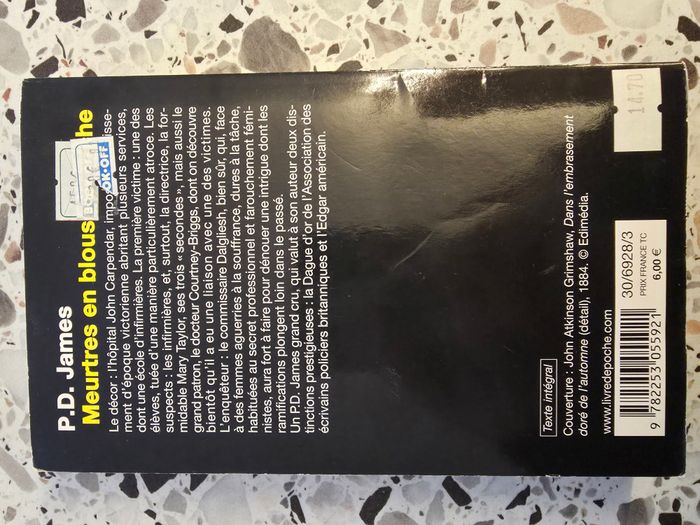 P.D. James
Meurtres en blous che
OK•OFF
Le décor : l'hôpital John Carpendar, impo isse-
ment d'époque victorienne abritant plusieurs services,
dont une école d'infirmières. La première victime : une des
élèves, tuée d'une manière particulièrement atroce. Les
suspects : les infirmières, et, surtout, la directrice, la for-
midable Mary Taylor, ses trois « secondes », mais aussi le
grand patron, le docteur Courtney-Briggs, dont on découvre
bientôt qu'il a eu une liaison avec une des victimes.
L'enquêteur : le commissaire Dalgliesh, bien sûr, qui, face
à des femmes aguerries à la souffrance, dures à la tâche,
habituées au secret professionnel et farouchement fémi-
nistes, aura fort à faire pour dénouer une intrigue dont les
ramifications plongent loin dans le passé.
Un P.D. James grand cru, qui valut à son auteur deux dis-
tinctions prestigieuses : la Dague d'or de l'Association des
écrivains policiers britanniques et l'Edgar américain.
Texte intégral
Couverture : John Atkinson Grimshaw, Dans l'embrasement
doré de l'automne (détail), 1884. © Edimédia.
www.livredepoche.com
30/6928/3
PRIX FRANCE TC
6,00 €
9 782253 055921
14.70